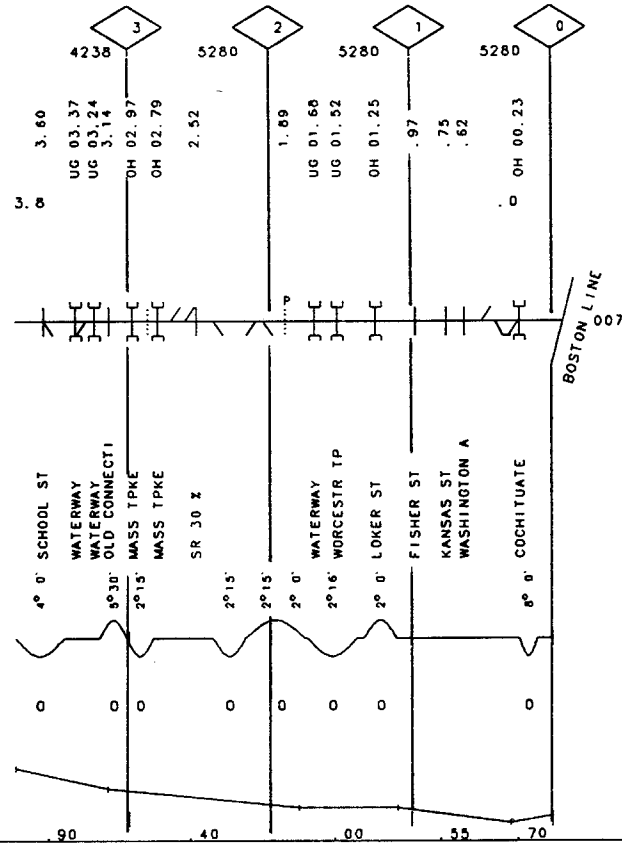 3 2 1 0
4238 5280 5280 5280
3.60
UG 03.37
UG 03.24
3.14
OH 02.97
OH 02.79
2.52
1.89
UG 01.68
UG 01.52
OH 01.25
.97
.75
.62
OH 00.23
3.8
.0
P
BOSTON LINE
007
SCHOOL ST
WATERWAY
WATERWAY
OLD CONNECTI
MASS TPKE
MASS TPKE
SR 30 %
WATERWAY
WORCESTR TP
LOKER ST
FISHER ST
KANSAS ST
WASHINGTON A
COCHITUATE
4° 0'
5°30'
2°15'
2°15'
2°15'
2° 0'
2°16'
2° 0'
8° 0'
0 0 0 0 0 0 0 0
.90 .40 .00 .55 .70